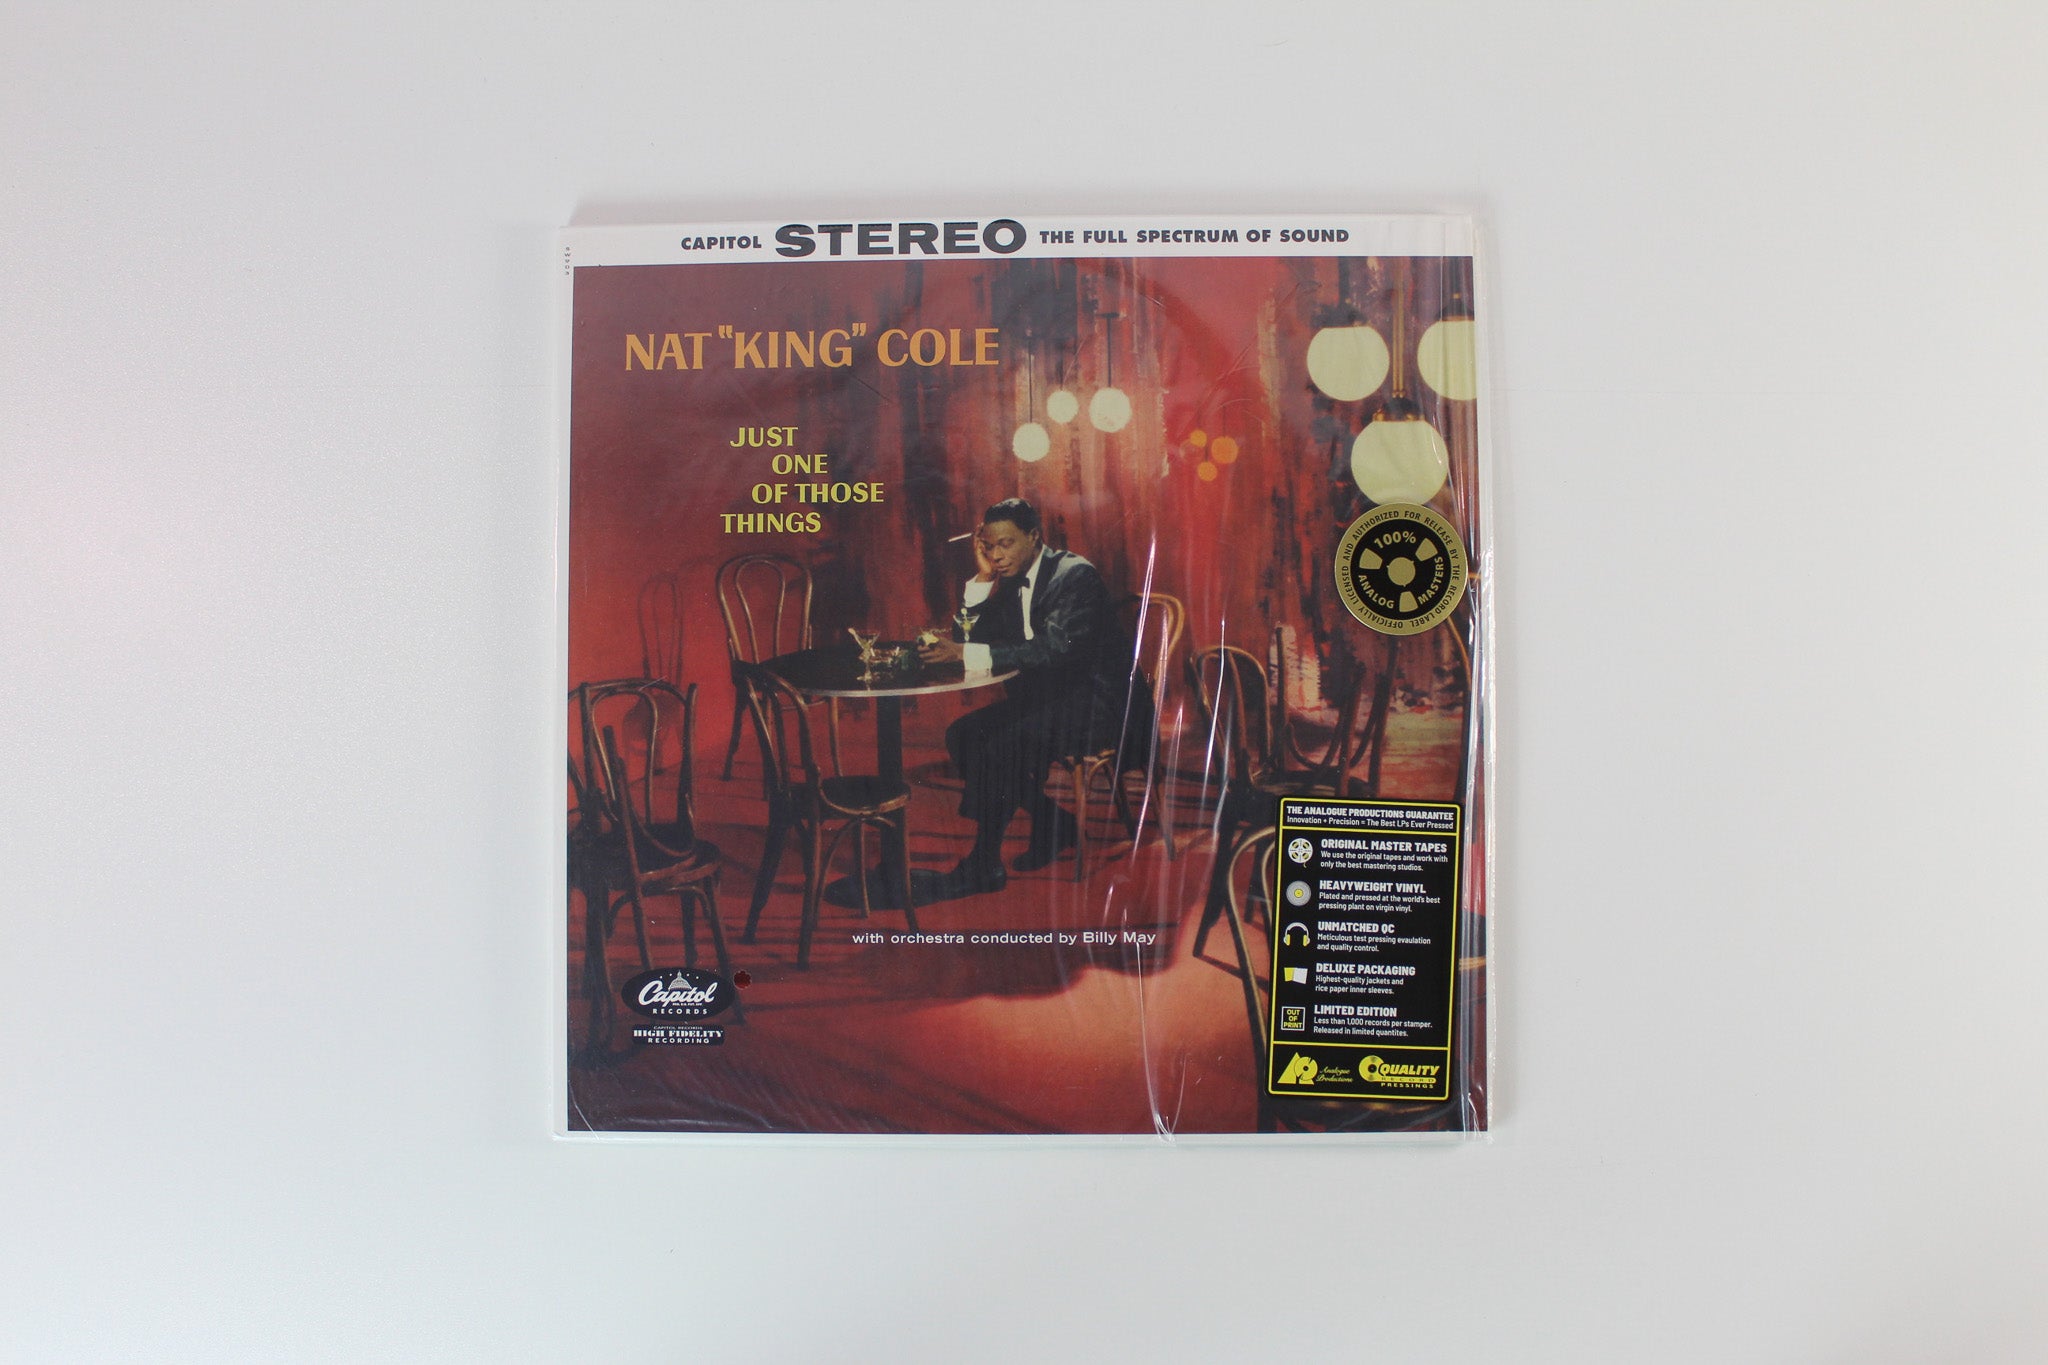 CAPITOL STEREO THE FULL SPECTRUM OF SOUND
NAT "KING" COLE
JUST
ONE
OF THOSE
THINGS
OFFICIALLY LICENSED AND AUTHORIZED FOR RELEASE BY THE RECORD LABEL
100%
ANALOG MASTERS
with orchestra conducted by Billy May
Capitol
RECORDS
CAPITOL RECORDS
HIGH FIDELITY
RECORDING
THE ANALOGUE PRODUCTIONS GUARANTEE
Innovation + Precision = The Best LPs Ever Pressed
ORIGINAL MASTER TAPES
We use the original tapes and work with
only the best mastering studios.
HEAVYWEIGHT VINYL
Plated and pressed at the world's best
pressing plant on virgin vinyl.
UNMATCHED QC
Meticulous test pressing evaulation
and quality control.
DELUXE PACKAGING
Highest-quality jackets and
rice paper inner sleeves.
OUT
OF
PRINT
LIMITED EDITION
Less than 1,000 records per stamper.
Released in limited quantites.
AP Analogue
Productions
QUALITY
RECORD
PRESSINGS